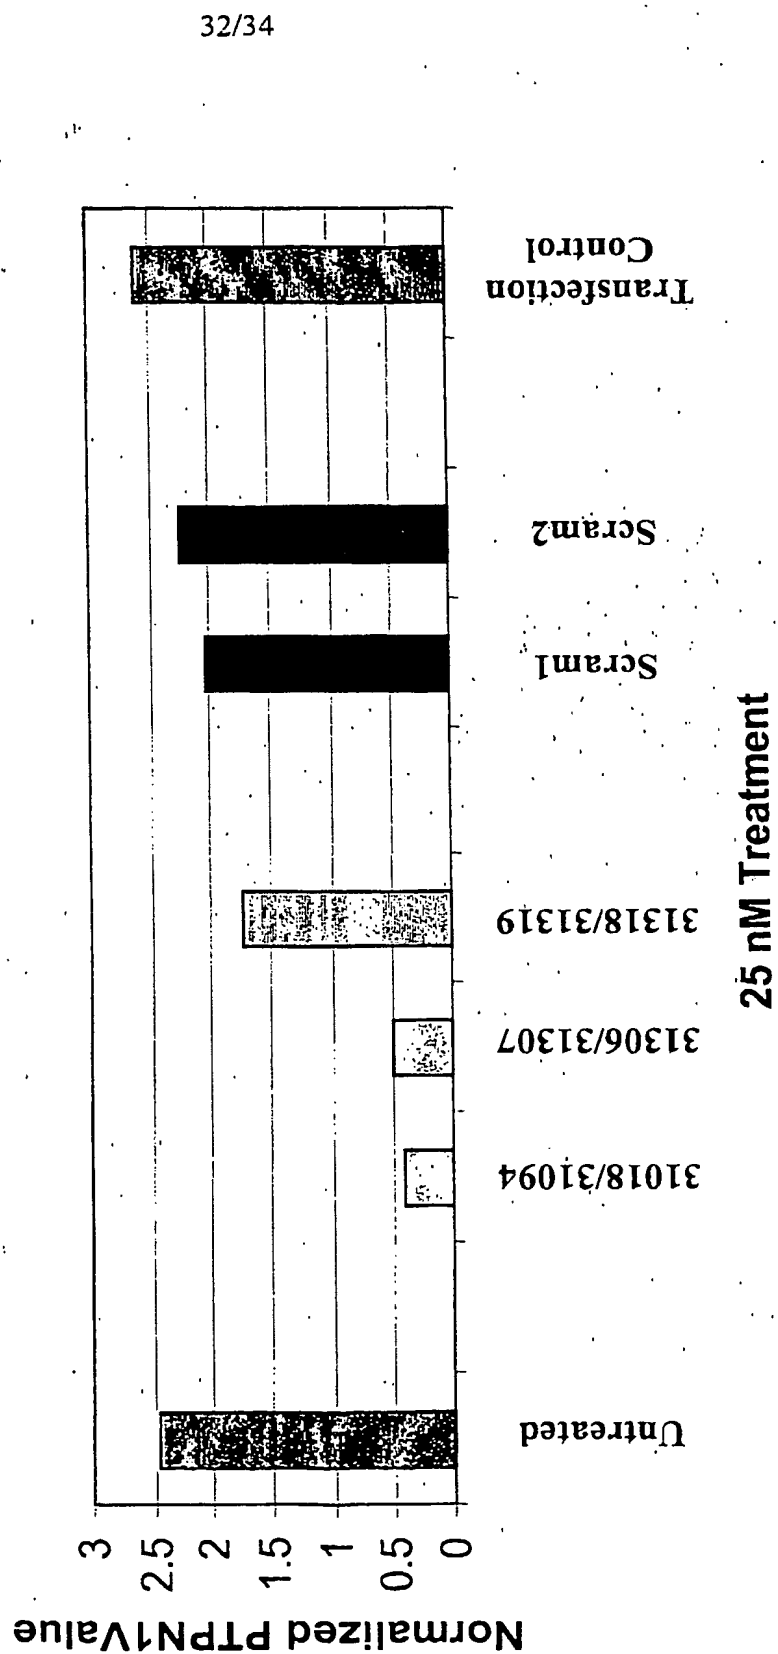 32/34
Normalized PTPN1Value
3
2.5
2
1.5
1
0.5
0
Untreated
31018/31094
31306/31307
31318/31319
Scram1
Scram2
Transfection
Control
25 nM Treatment